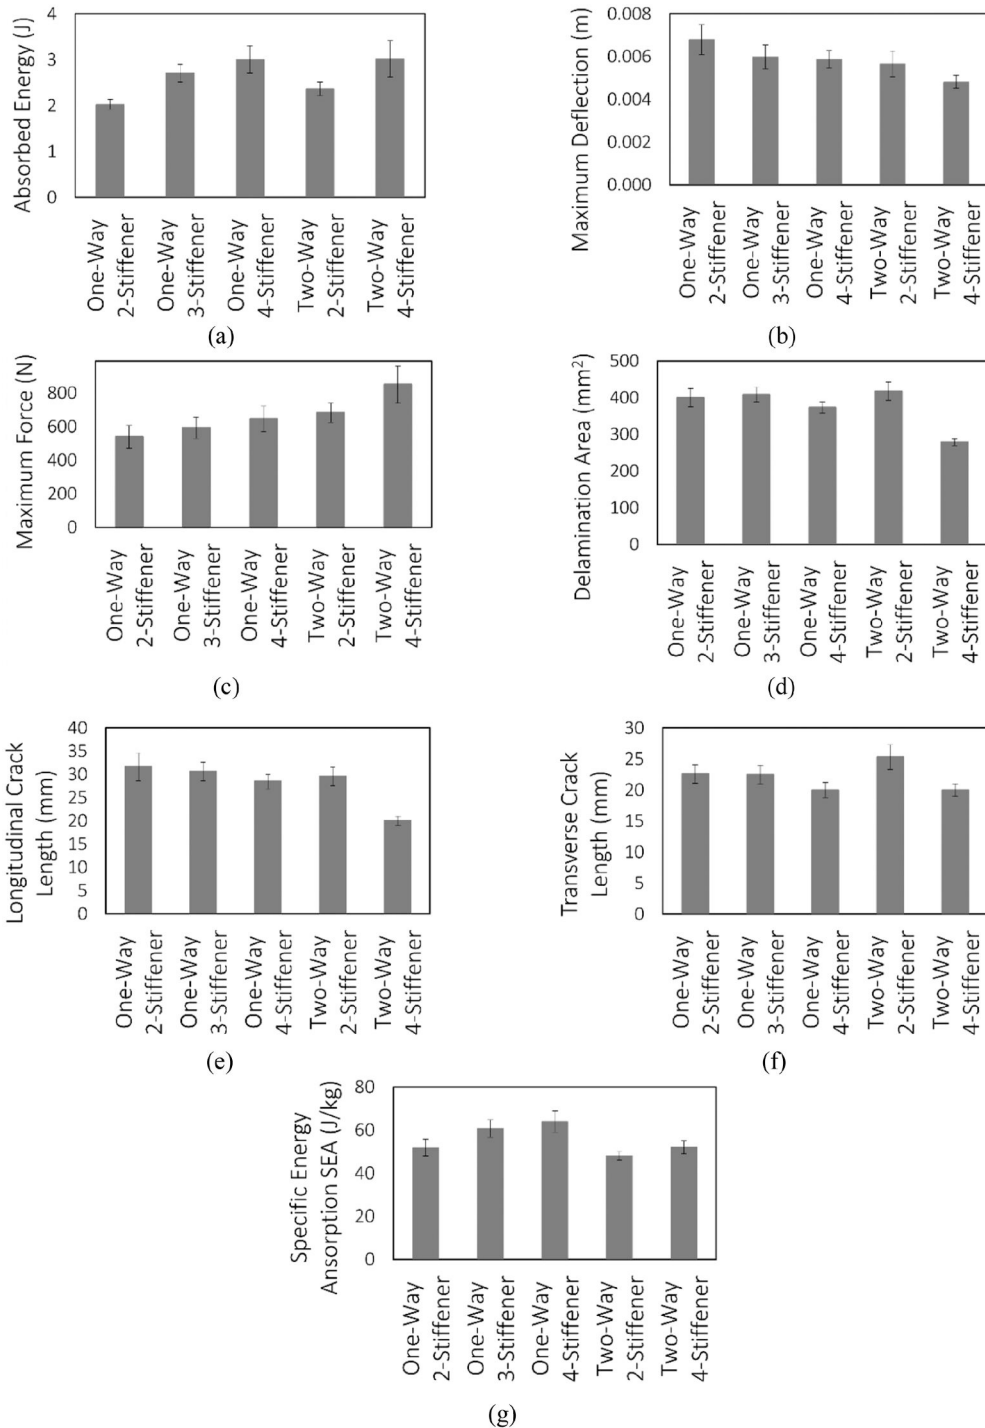 Absorbed Energy (J)
4
3
2
1
0
One-Way
2-Stiffener
One-Way
3-Stiffener
One-Way
4-Stiffener
Two-Way
2-Stiffener
Two-Way
4-Stiffener
(a)
Maximum Deflection (m)
0.008
0.006
0.004
0.002
0.000
One-Way
2-Stiffener
One-Way
3-Stiffener
One-Way
4-Stiffener
Two-Way
2-Stiffener
Two-Way
4-Stiffener
(b)
Maximum Force (N)
800
600
400
200
0
One-Way
2-Stiffener
One-Way
3-Stiffener
One-Way
4-Stiffener
Two-Way
2-Stiffener
Two-Way
4-Stiffener
(c)
Delamination Area (mm²)
500
400
300
200
100
0
One-Way
2-Stiffener
One-Way
3-Stiffener
One-Way
4-Stiffener
Two-Way
2-Stiffener
Two-Way
4-Stiffener
(d)
Longitudinal Crack
Length (mm)
40
35
30
25
20
15
10
5
0
One-Way
2-Stiffener
One-Way
3-Stiffener
One-Way
4-Stiffener
Two-Way
2-Stiffener
Two-Way
4-Stiffener
(e)
Transverse Crack
Length (mm)
30
25
20
15
10
5
0
One-Way
2-Stiffener
One-Way
3-Stiffener
One-Way
4-Stiffener
Two-Way
2-Stiffener
Two-Way
4-Stiffener
(f)
Specific Energy
Ansorption SEA (J/kg)
80
60
40
20
0
One-Way
2-Stiffener
One-Way
3-Stiffener
One-Way
4-Stiffener
Two-Way
2-Stiffener
Two-Way
4-Stiffener
(g)